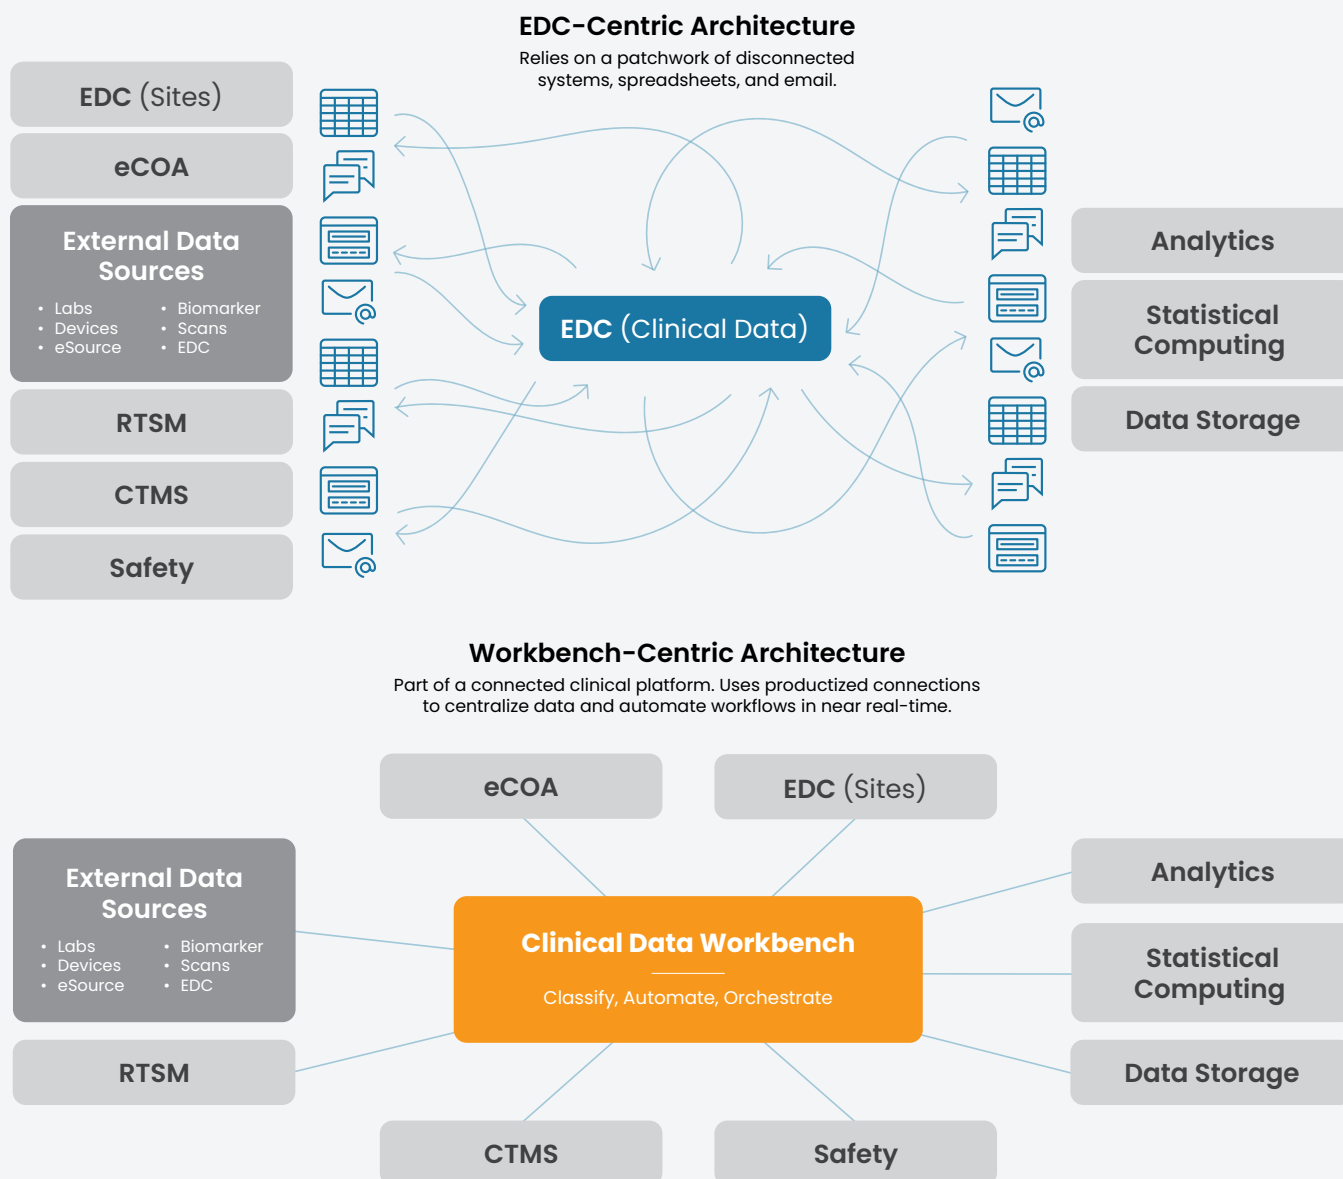 EDC-Centric Architecture
Relies on a patchwork of disconnected
systems, spreadsheets, and email.
EDC (Sites)
eCOA
External Data
Sources
• Labs
• Devices
• eSource
• Biomarker
• Scans
• EDC
RTSM
CTMS
Safety
EDC (Clinical Data)
Analytics
Statistical
Computing
Data Storage
Workbench-Centric Architecture
Part of a connected clinical platform. Uses productized connections
to centralize data and automate workflows in near real-time.
eCOA
EDC (Sites)
External Data
Sources
• Labs
• Devices
• eSource
• Biomarker
• Scans
• EDC
RTSM
Clinical Data Workbench
Classify, Automate, Orchestrate
Analytics
Statistical
Computing
Data Storage
CTMS
Safety